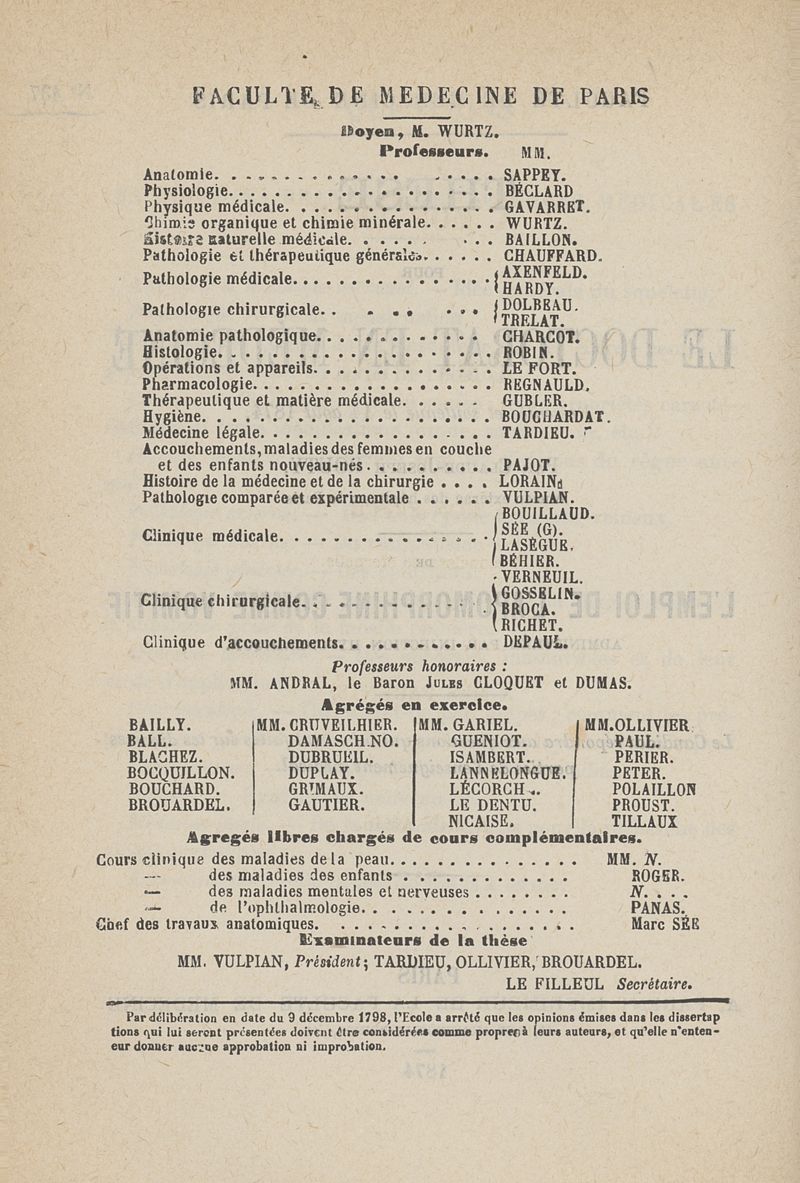 FACULTE DE MEDECINE DE PARIS
Doyen, M. WURTZ.
Professeurs. MM.
Anatomie. . . . . . . . . . . . . . . . . . . SAPPEY.
Physiologie. . . . . . . . . . . . . . . . . . . . . BÉCLARD
Physique médicale. . . . . . . . . . . . . . . . . GAVARRET.
Chimie organique et chimie minérale. . . . . . WURTZ.
Histoire naturelle médicale. . . . . . . . . BAILLON.
Pathologie et thérapeutique générales. . . . . . CHAUFFARD.
Pathologie médicale. . . . . . . . . . . . . . . . { AXENFELD.
HARDY.
Pathologie chirurgicale. . . . . . . . { DOLBEAU.
TRELAT.
Anatomie pathologique. . . . . . . . . . . . . CHARCOT.
Histologie. . . . . . . . . . . . . . . . . . . . . . ROBIN.
Opérations et appareils. . . . . . . . . . . . . . LE FORT.
Pharmacologie. . . . . . . . . . . . . . . . . . . REGNAULD.
Thérapeutique et matière médicale. . . . . . GUBLER.
Hygiène. . . . . . . . . . . . . . . . . . . . . . BOUCHARDAT.
Médecine légale. . . . . . . . . . . . . . . . . . TARDIEU.
Accouchements, maladies des femmes en couche
et des enfants nouveau-nés. . . . . . . . . . PAJOT.
Histoire de la médecine et de la chirurgie . . . . LORAIN
Pathologie comparée et expérimentale . . . . . . VULPIAN.
BOUILLAUD.
Clinique médicale. . . . . . . . . . . . . . . . { SÉE (G).
LASÈGUE.
BÉHIER.
VERNEUIL.
Clinique chirurgicale. . . . . . . . . . . . . . { GOSSELIN.
BROCA.
RICHET.
Clinique d'accouchements. . . . . . . . . . . . DEPAUL.
Professeurs honoraires :
MM. ANDRAL, le Baron JULES CLOQUET et DUMAS.
Agrégés en exercice.
BAILLY. MM. CRUVEILHIER. MM. GARIEL. MM. OLLIVIER
BALL. DAMASCH.NO. GUENIOT. PAUL.
BLACHEZ. DUBRUEIL. ISAMBERT. PERIER.
BOCQUILLON. DUPLAY. LANNELONGUE. PETER.
BOUCHARD. GRIMAUX. LÉCORCH. POLAILLON
BROUARDEL. GAUTIER. LE DENTU. PROUST.
NICAISE. TILLAUX
Agregés libres chargés de cours complémentaires.
Cours clinique des maladies de la peau. . . . . . . . . . . . . . . MM. N.
— des maladies des enfants . . . . . . . . . . . . . ROGER.
— des maladies mentales et nerveuses . . . . . . . . N. . . .
— de l'ophthalmologie. . . . . . . . . . . . . . . PANAS.
Chef des travaux anatomiques. . . . . . . . . . . . . . . . . . Marc SÉE
Examinateurs de la thèse
MM. VULPIAN, Président; TARDIEU, OLLIVIER, BROUARDEL.
LE FILLEUL Secrétaire.
Par délibération en date du 9 décembre 1798, l'Ecole a arrêté que les opinions émises dans les dissertap
tions qui lui seront présentées doivent être considérées comme propres à leurs auteurs, et qu'elle n'enten-
eur donner aucune approbation ni improbation.